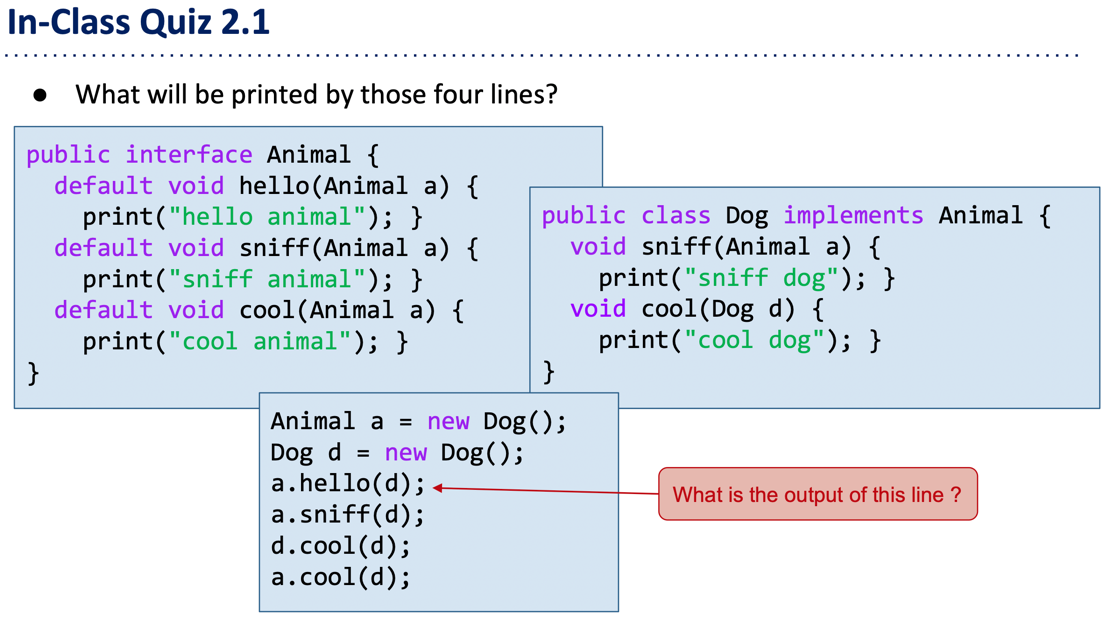 In-Class Quiz 2.1
● What will be printed by those four lines?
public interface Animal {
  default void hello(Animal a) {
    print("hello animal"); }
  default void sniff(Animal a) {
    print("sniff animal"); }
  default void cool(Animal a) {
    print("cool animal"); }
}
public class Dog implements Animal {
  void sniff(Animal a) {
    print("sniff dog"); }
  void cool(Dog d) {
    print("cool dog"); }
}
Animal a = new Dog();
Dog d = new Dog();
a.hello(d);
a.sniff(d);
d.cool(d);
a.cool(d);
What is the output of this line ?